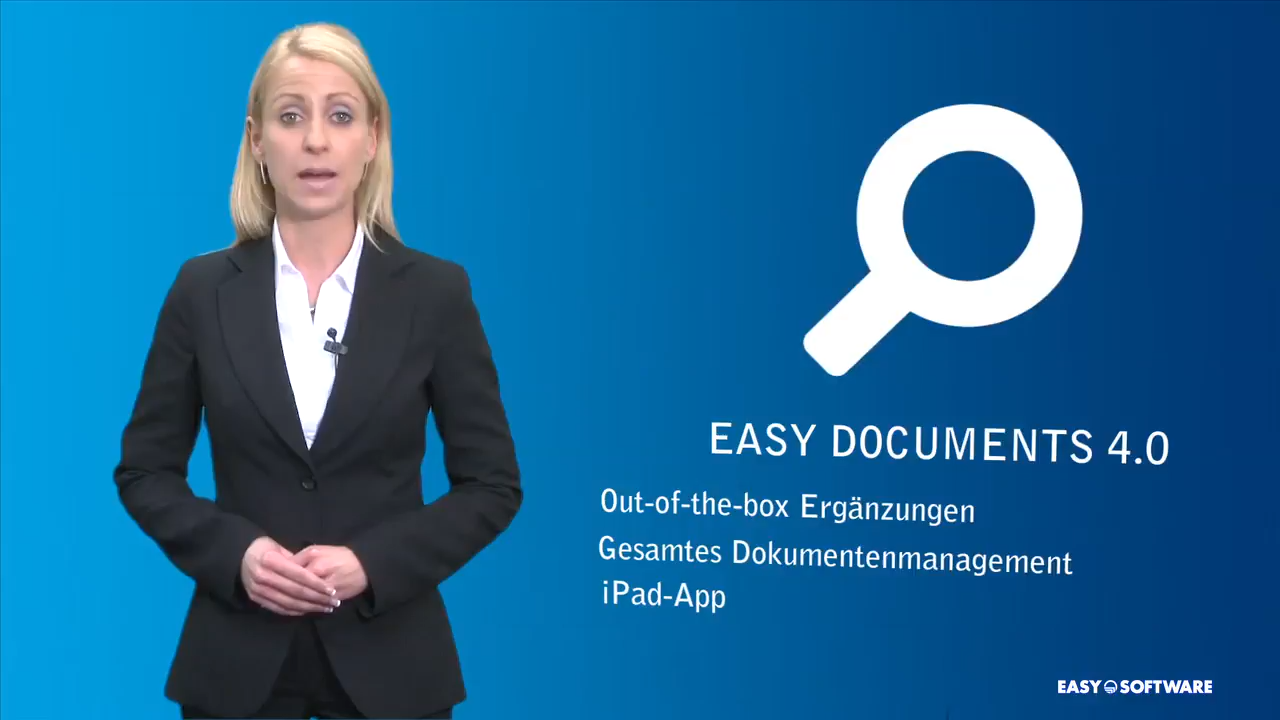 EASY DOCUMENTS 4.0
Out-of-the-box Ergänzungen
Gesamtes Dokumentenmanagement
iPad-App
EASY SOFTWARE